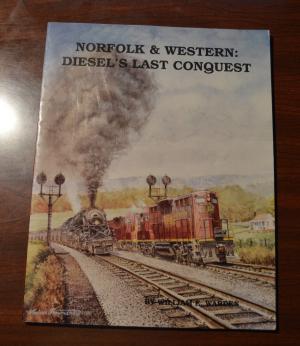 NORFOLK & WESTERN:
DIESEL'S LAST CONQUEST
BY WILLIAM E. WARDEN